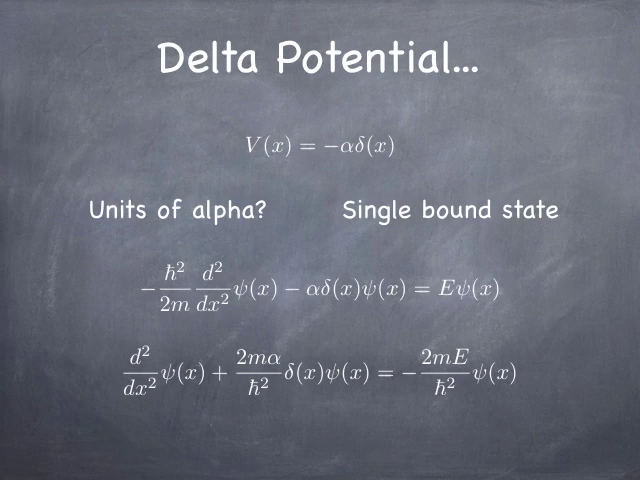 Delta Potential...
V(x) = −αδ(x)
Units of alpha? Single bound state
−ℏ²/2m d²/dx² ψ(x) − αδ(x)ψ(x) = Eψ(x)
d²/dx² ψ(x) + 2mα/ℏ² δ(x)ψ(x) = −2mE/ℏ² ψ(x)